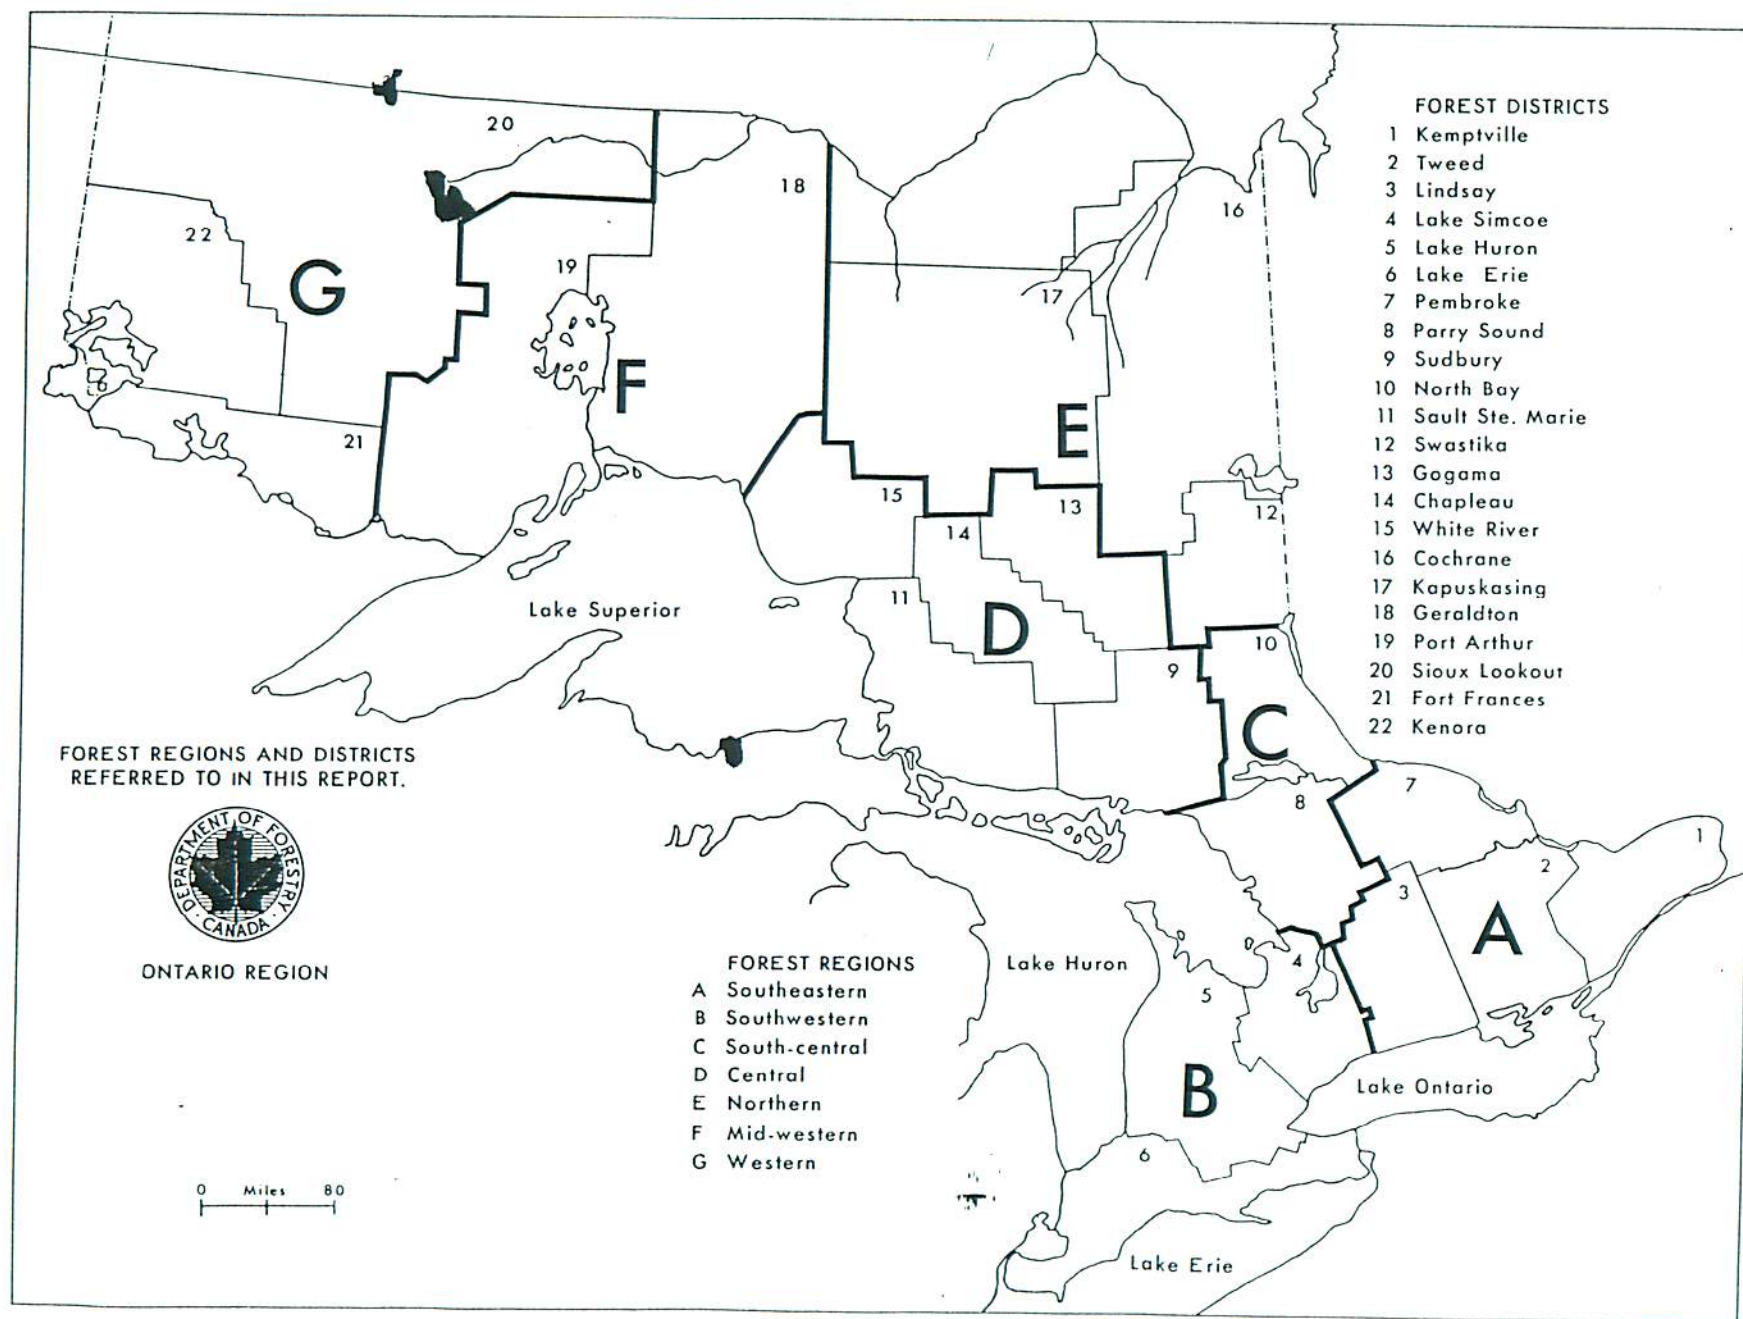 20
18
22
G
19
F
21
16
17
E
15
14
13
12
11
D
10
9
C
Lake Superior
8
7
1
2
3
A
4
5
B
6
Lake Huron
Lake Ontario
Lake Erie
FOREST DISTRICTS
1 Kemptville
2 Tweed
3 Lindsay
4 Lake Simcoe
5 Lake Huron
6 Lake Erie
7 Pembroke
8 Parry Sound
9 Sudbury
10 North Bay
11 Sault Ste. Marie
12 Swastika
13 Gogama
14 Chapleau
15 White River
16 Cochrane
17 Kapuskasing
18 Geraldton
19 Port Arthur
20 Sioux Lookout
21 Fort Frances
22 Kenora
FOREST REGIONS AND DISTRICTS
REFERRED TO IN THIS REPORT.
DEPARTMENT OF FORESTRY
· CANADA ·
ONTARIO REGION
FOREST REGIONS
A Southeastern
B Southwestern
C South-central
D Central
E Northern
F Mid-western
G Western
0 Miles 80